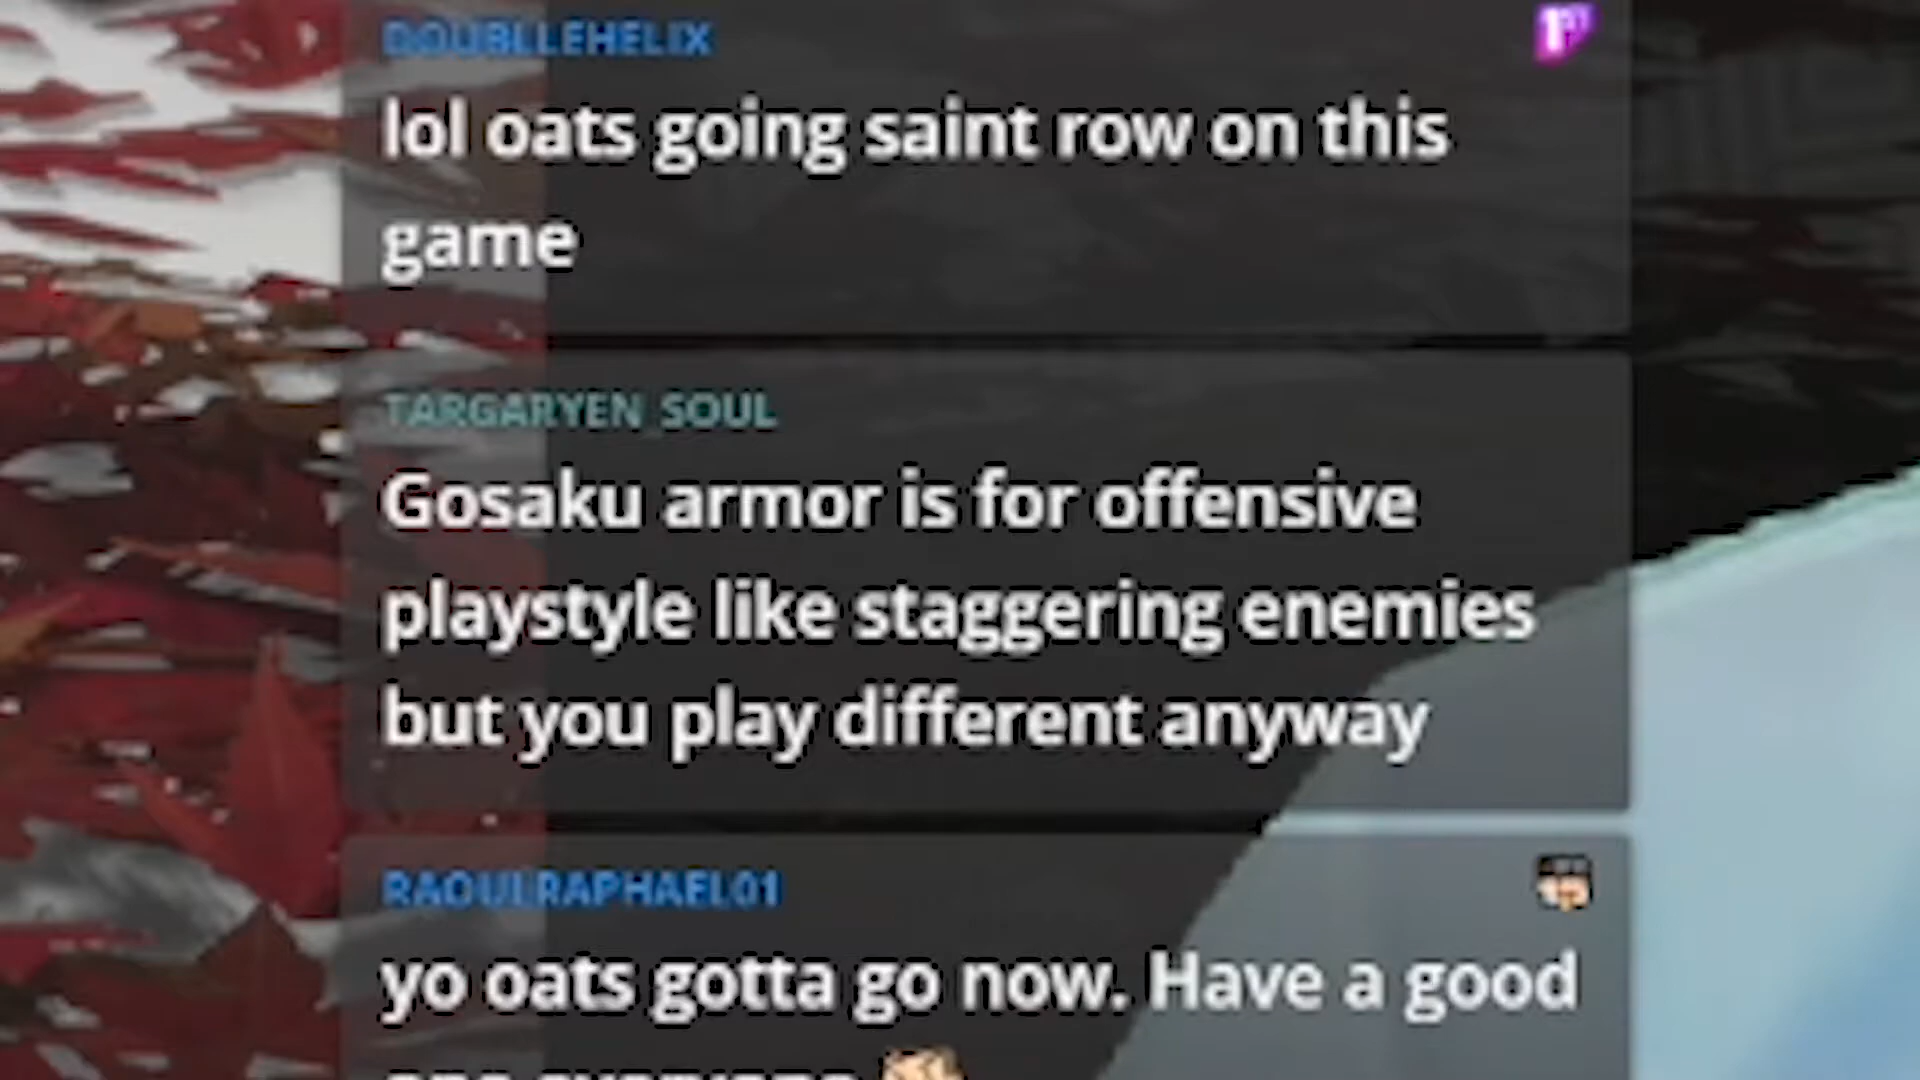 DOUBLLEHELIX
lol oats going saint row on this
game
TARGARYEN_SOUL
Gosaku armor is for offensive
playstyle like staggering enemies
but you play different anyway
RAOULRAPHAEL01
yo oats gotta go now. Have a good